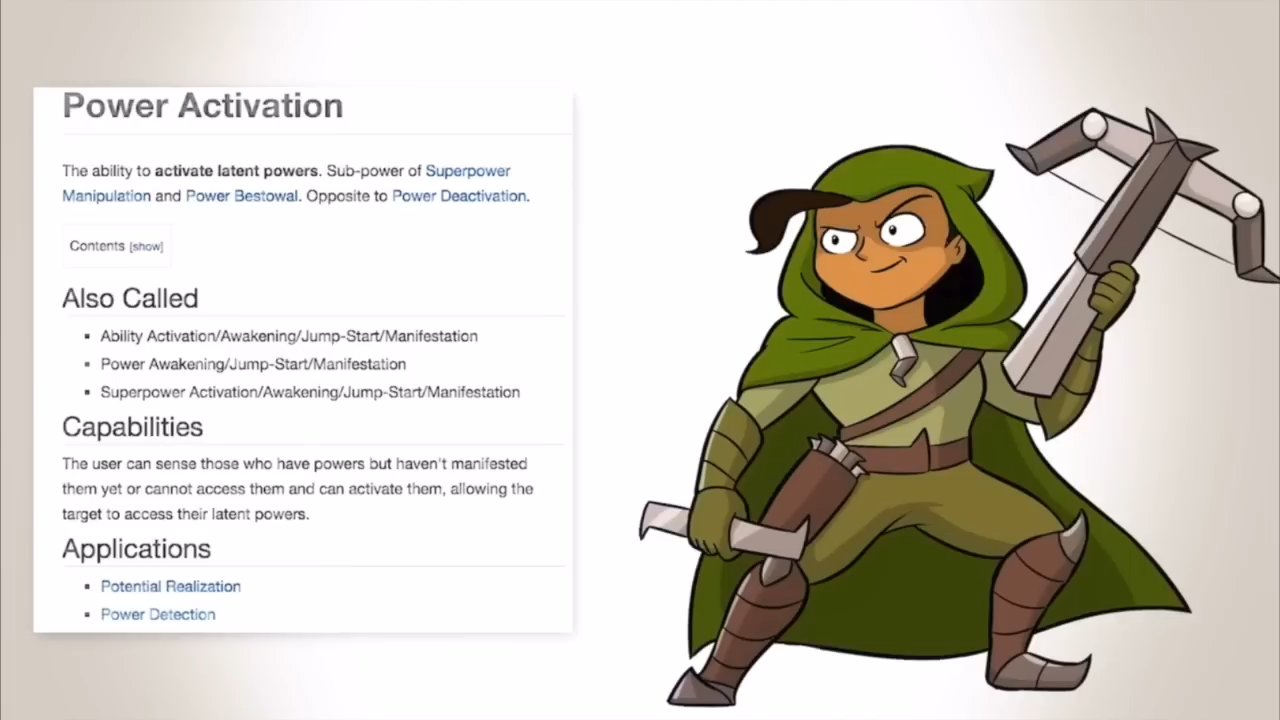 Power Activation
The ability to activate latent powers. Sub-power of Superpower
Manipulation and Power Bestowal. Opposite to Power Deactivation.
Contents [show]
Also Called
Ability Activation/Awakening/Jump-Start/Manifestation
Power Awakening/Jump-Start/Manifestation
Superpower Activation/Awakening/Jump-Start/Manifestation
Capabilities
The user can sense those who have powers but haven't manifested
them yet or cannot access them and can activate them, allowing the
target to access their latent powers.
Applications
Potential Realization
Power Detection